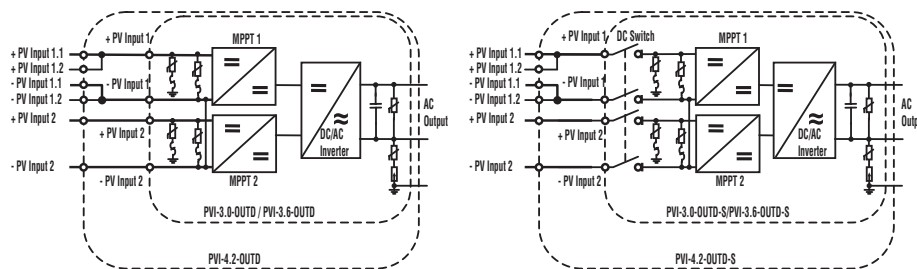 + PV Input 1.1
+ PV Input 1.2
- PV Input 1.1
- PV Input 1.2
+ PV Input 2
- PV Input 2
+ PV Input 1
- PV Input 1
+ PV Input 2
- PV Input 2
MPPT 1
MPPT 2
DC/AC
Inverter
AC
Output
PVI-3.0-OUTD / PVI-3.6-OUTD
PVI-4.2-OUTD
+ PV Input 1.1
+ PV Input 1.2
- PV Input 1.1
- PV Input 1.2
+ PV Input 2
- PV Input 2
+ PV Input 1
DC Switch
- PV Input 1
+ PV Input 2
- PV Input 2
MPPT 1
MPPT 2
DC/AC
Inverter
AC
Outp
PVI-3.0-OUTD-S/PVI-3.6-OUTD-S
PVI-4.2-OUTD-S